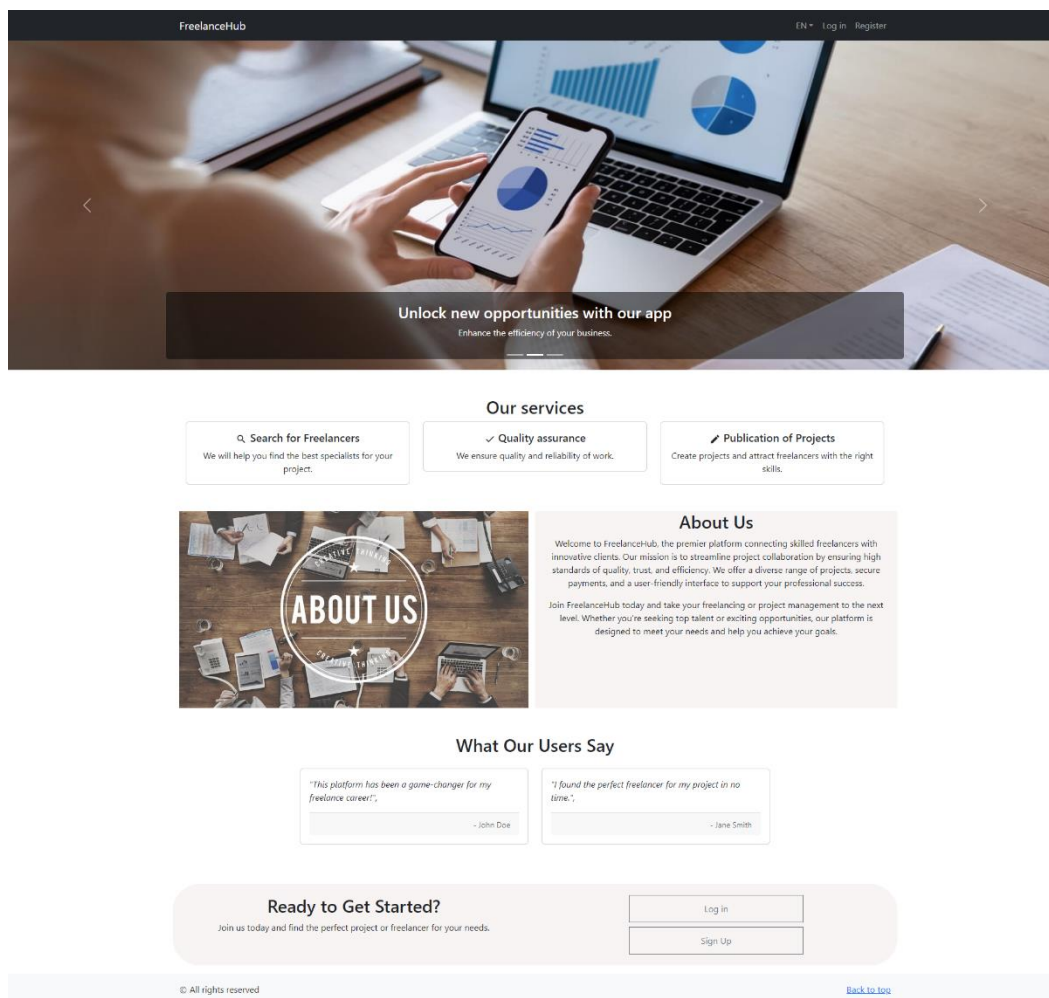 FreelanceHub
EN Log in Register
Unlock new opportunities with our app
Enhance the efficiency of your business.
Our services
Search for Freelancers
We will help you find the best specialists for your
project.
Quality assurance
We ensure quality and reliability of work.
Publication of Projects
Create projects and attract freelancers with the right
skills.
CREATIVE THINKING
ABOUT US
CREATIVE THINKING
About Us
Welcome to FreelanceHub, the premier platform connecting skilled freelancers with
innovative clients. Our mission is to streamline project collaboration by ensuring high
standards of quality, trust, and efficiency. We offer a diverse range of projects, secure
payments, and a user-friendly interface to support your professional success.
Join FreelanceHub today and take your freelancing or project management to the next
level. Whether you're seeking top talent or exciting opportunities, our platform is
designed to meet your needs and help you achieve your goals.
What Our Users Say
"This platform has been a game-changer for my
freelance career!",
- John Doe
"I found the perfect freelancer for my project in no
time.",
- Jane Smith
Ready to Get Started?
Join us today and find the perfect project or freelancer for your needs.
Log in
Sign Up
© All rights reserved
Back to top